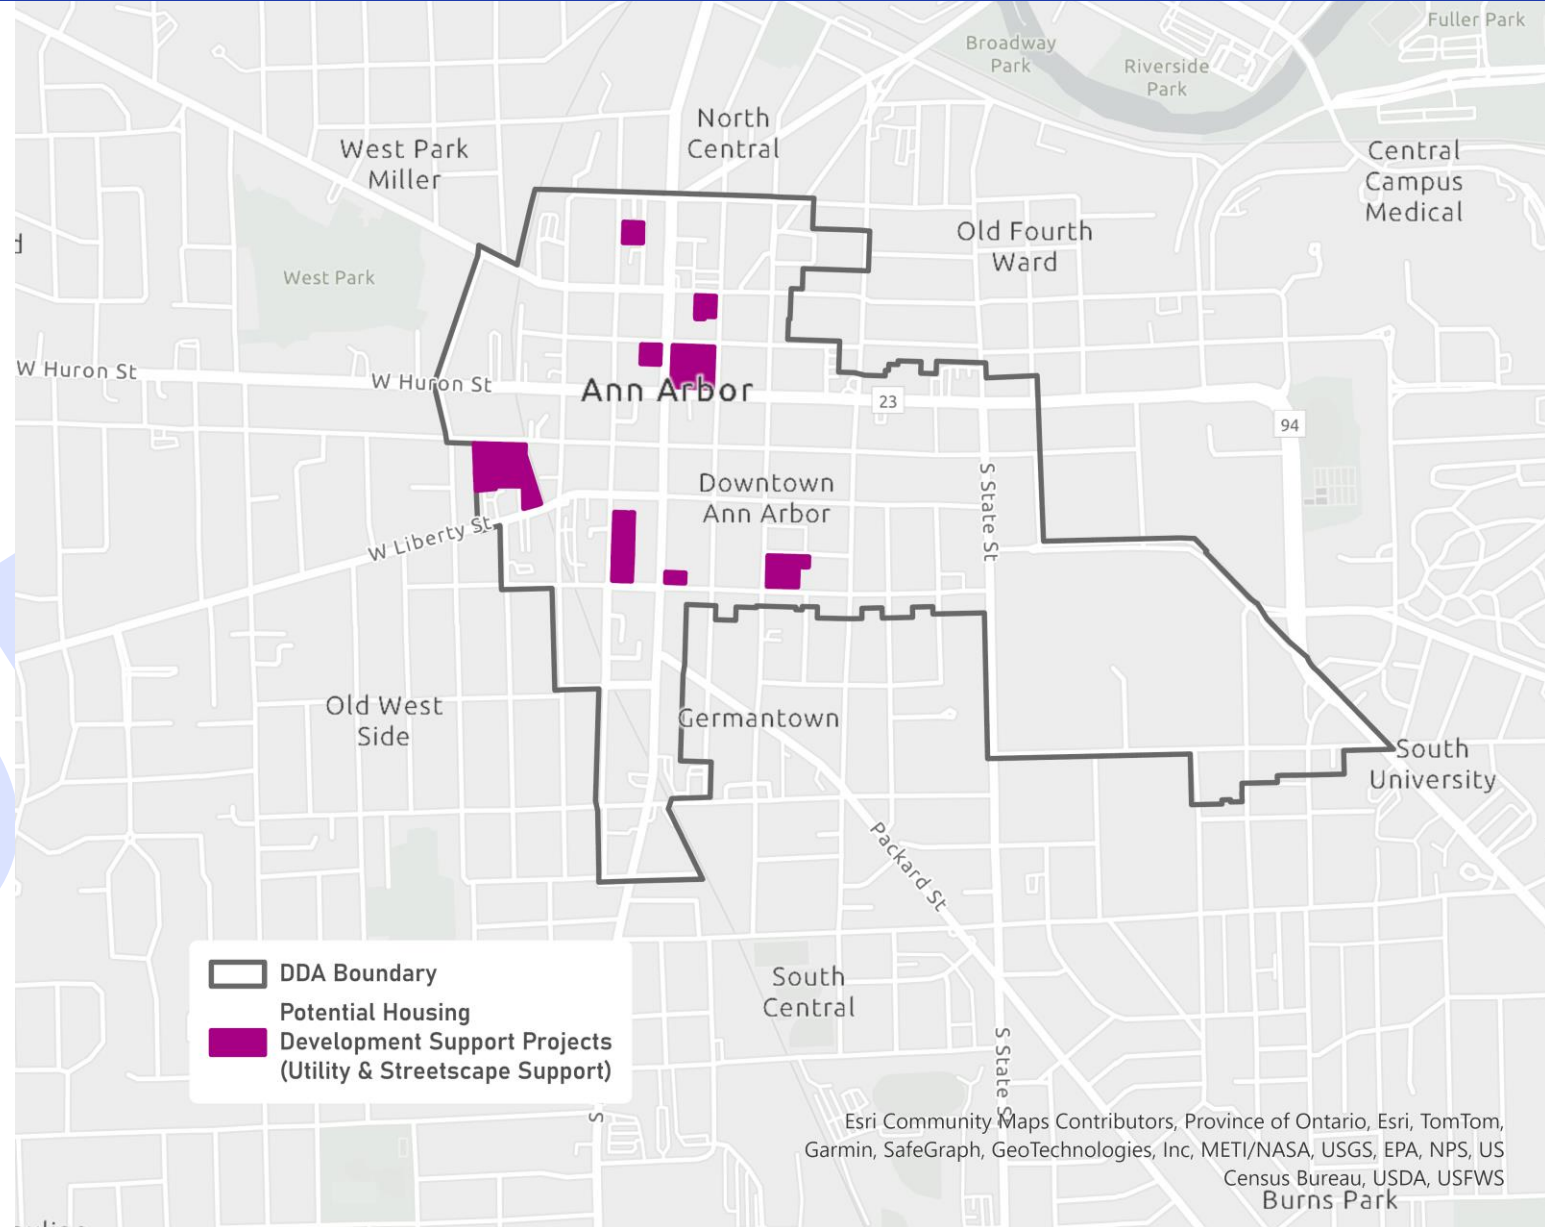 Fuller Park
Broadway
Park
Riverside
Park
North
Central
West Park
Miller
Central
Campus
Medical
Old Fourth
Ward
d
West Park
W Huron St
W Huron St
Ann Arbor
23
94
Downtown
Ann Arbor
S State St
W Liberty St
Old West
Side
Germantown
South
University
Packard St
DDA Boundary
Potential Housing
Development Support Projects
(Utility & Streetscape Support)
South
Central
S State S
S
Esri Community Maps Contributors, Province of Ontario, Esri, TomTom,
Garmin, SafeGraph, GeoTechnologies, Inc, METI/NASA, USGS, EPA, NPS, US
Census Bureau, USDA, USFWS
Burns Park